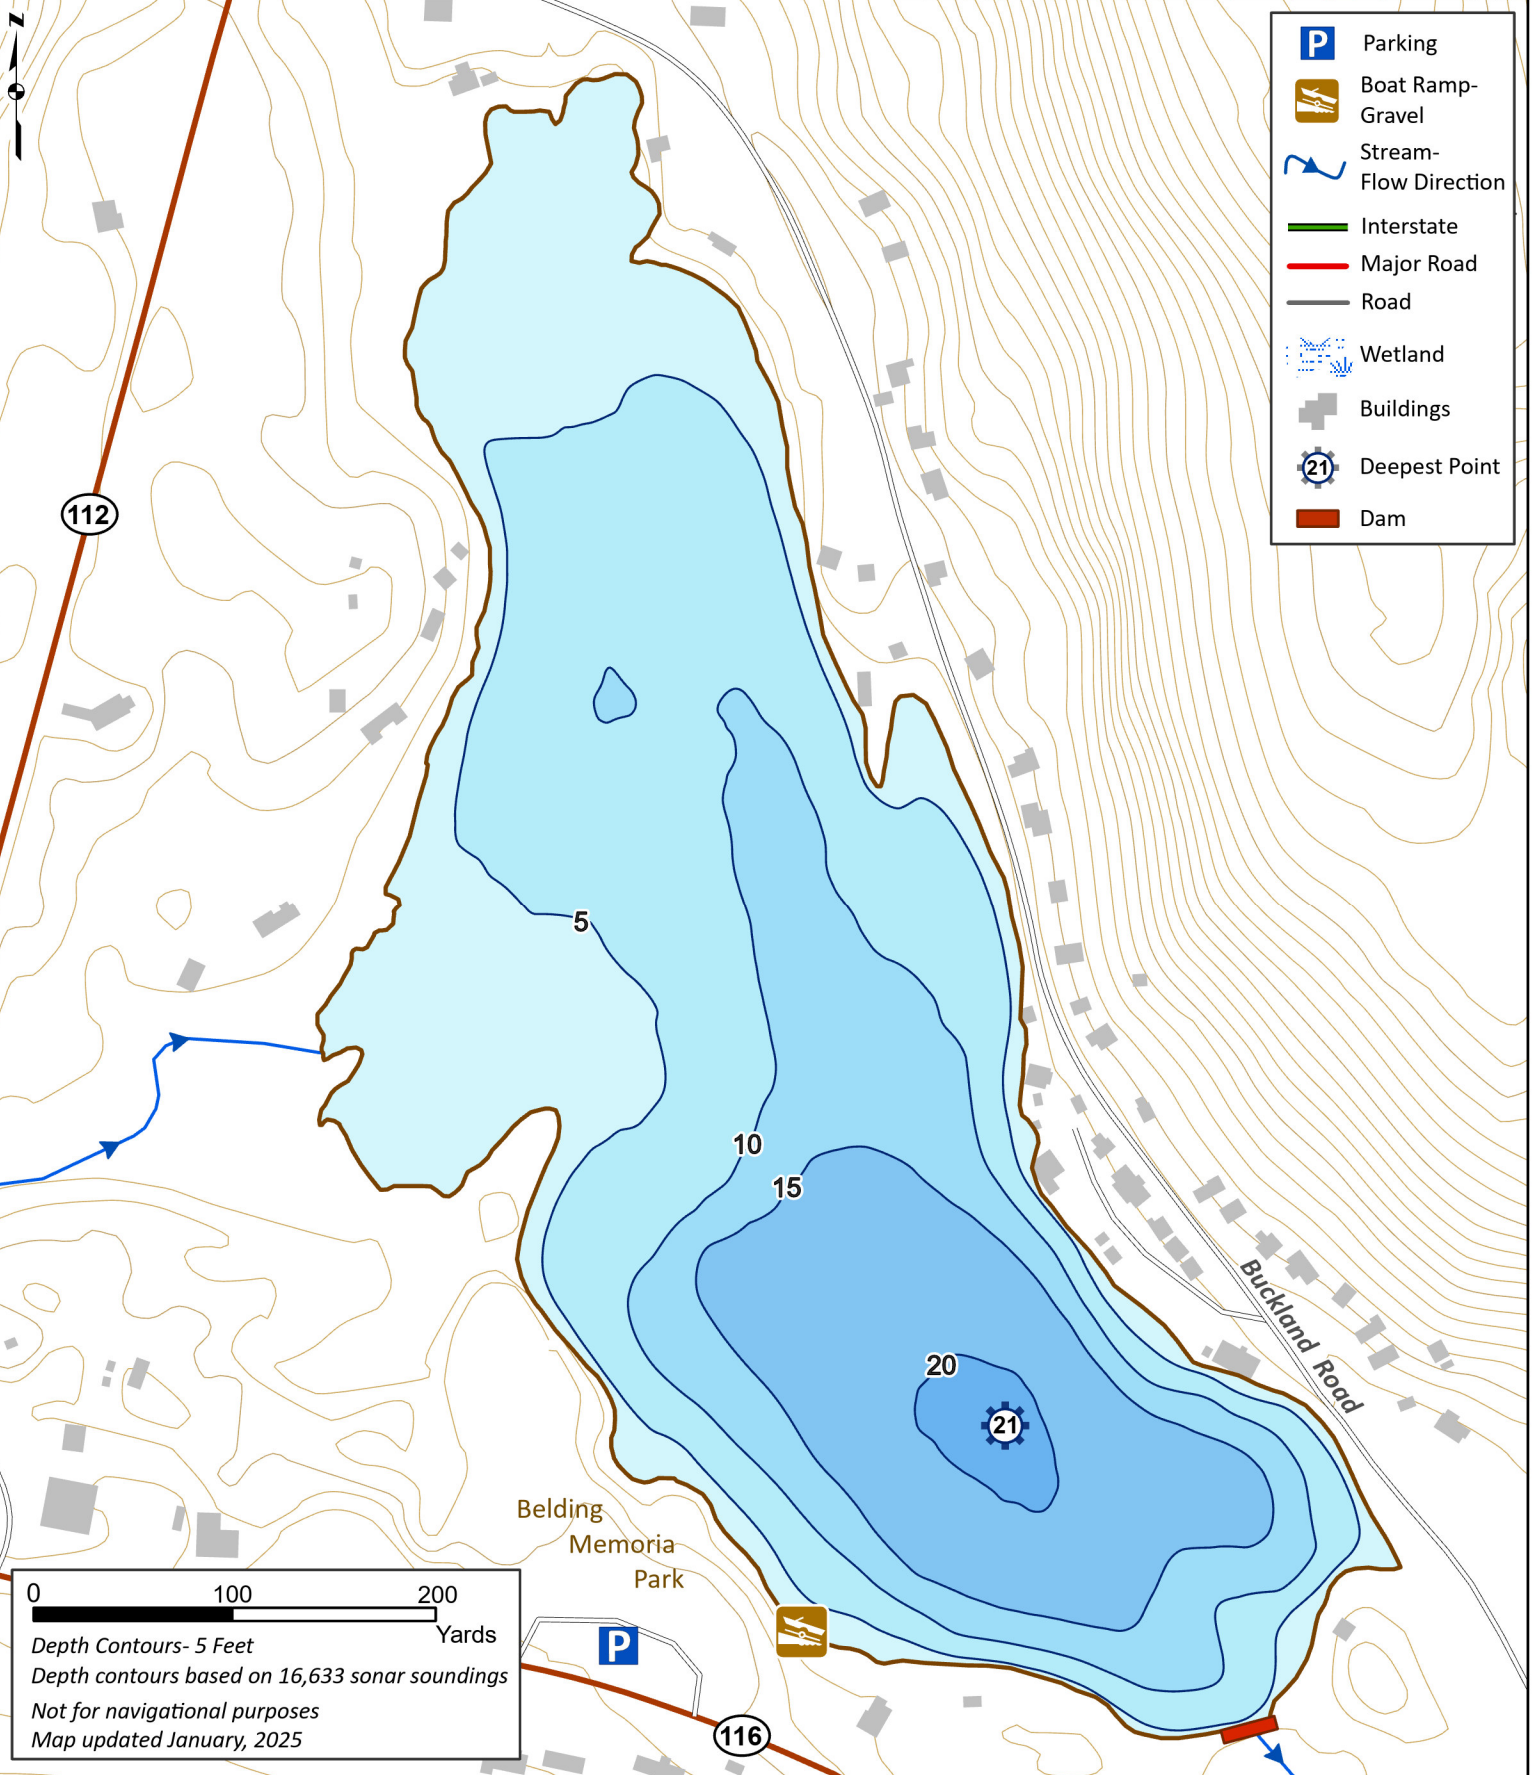 N
P Parking
Boat Ramp-
Gravel
Stream-
Flow Direction
Interstate
Major Road
Road
Wetland
Buildings
21 Deepest Point
Dam
112
5
10
15
20
21
Buckland Road
Belding
Memoria
Park
P
116
0 100 200
Yards
Depth Contours- 5 Feet
Depth contours based on 16,633 sonar soundings
Not for navigational purposes
Map updated January, 2025